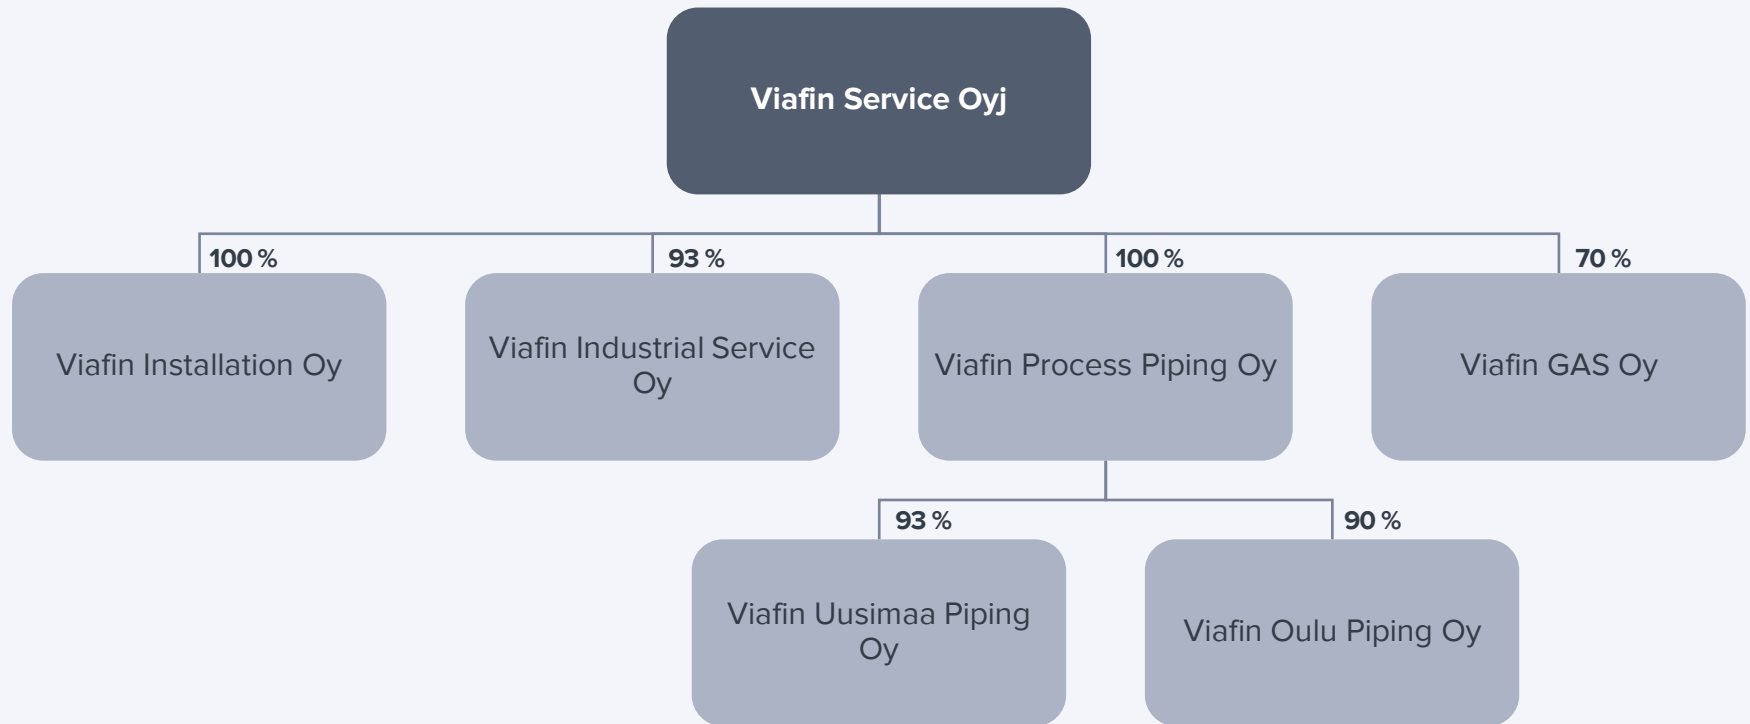 Viafin Service Oyj
100 %
93 %
100 %
70 %
Viafin Installation Oy
Viafin Industrial Service
Oy
Viafin Process Piping Oy
Viafin GAS Oy
93 %
90 %
Viafin Uusimaa Piping
Oy
Viafin Oulu Piping Oy